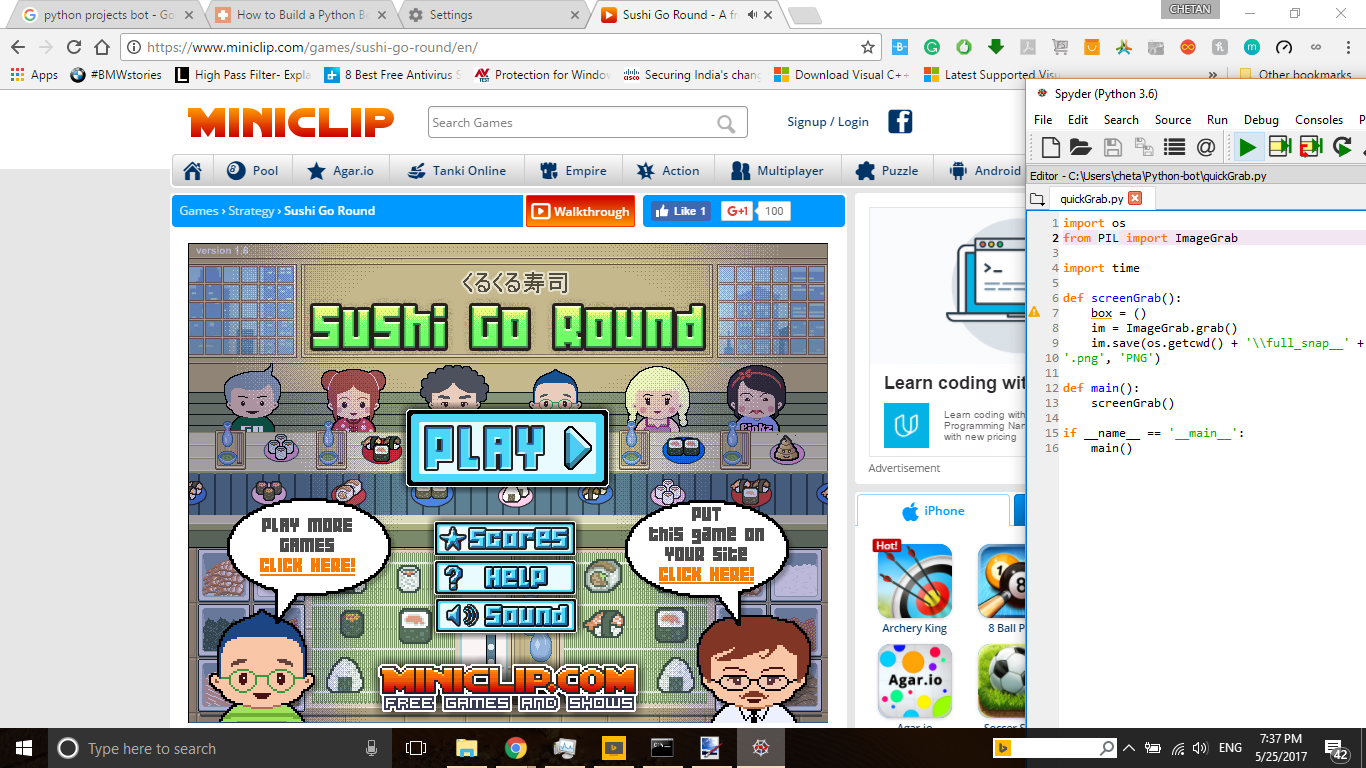 python projects bot - Go
How to Build a Python B
Settings
Sushi Go Round - A f
CHETAN
https://www.miniclip.com/games/sushi-go-round/en/
Apps
#BMWstories
High Pass Filter- Expla
8 Best Free Antivirus S
Protection for Window
Securing India's chan
Download Visual C++
Latest Supported Visu
»
Other bookmarks
MINICLIP
Search Games
Signup / Login
Pool
Agar.io
Tanki Online
Empire
Action
Multiplayer
Puzzle
Android
Games › Strategy › Sushi Go Round
Walkthrough
Like 1
G+1
100
version 1.6
くるくる寿司
Sushi Go Round
PLAY
PLAY MORE
GAMES
CLICK HERE!
PUT
this game on
YOUR SITE
CLICK HERE!
Scores
Help
Sound
MINICLIP.COM
FREE GAMES AND SHOWS
Learn coding wit
Learn coding with
Programming Nan
with new pricing
Advertisement
iPhone
Hot!
Archery King
8 Ball P
Agar.io
Agar.io
Soccer S
Spyder (Python 3.6)
File
Edit
Search
Source
Run
Debug
Consoles
P
Editor - C:\Users\cheta\Python-bot\quickGrab.py
quickGrab.py
1 import os
2 from PIL import ImageGrab
3
4 import time
5
6 def screenGrab():
7 box = ()
8 im = ImageGrab.grab()
9 im.save(os.getcwd() + '\\full_snap__' +
10 '.png', 'PNG')
11
12 def main():
13 screenGrab()
14
15 if __name__ == '__main__':
16 main()
Type here to search
ENG
7:37 PM
5/25/2017
42